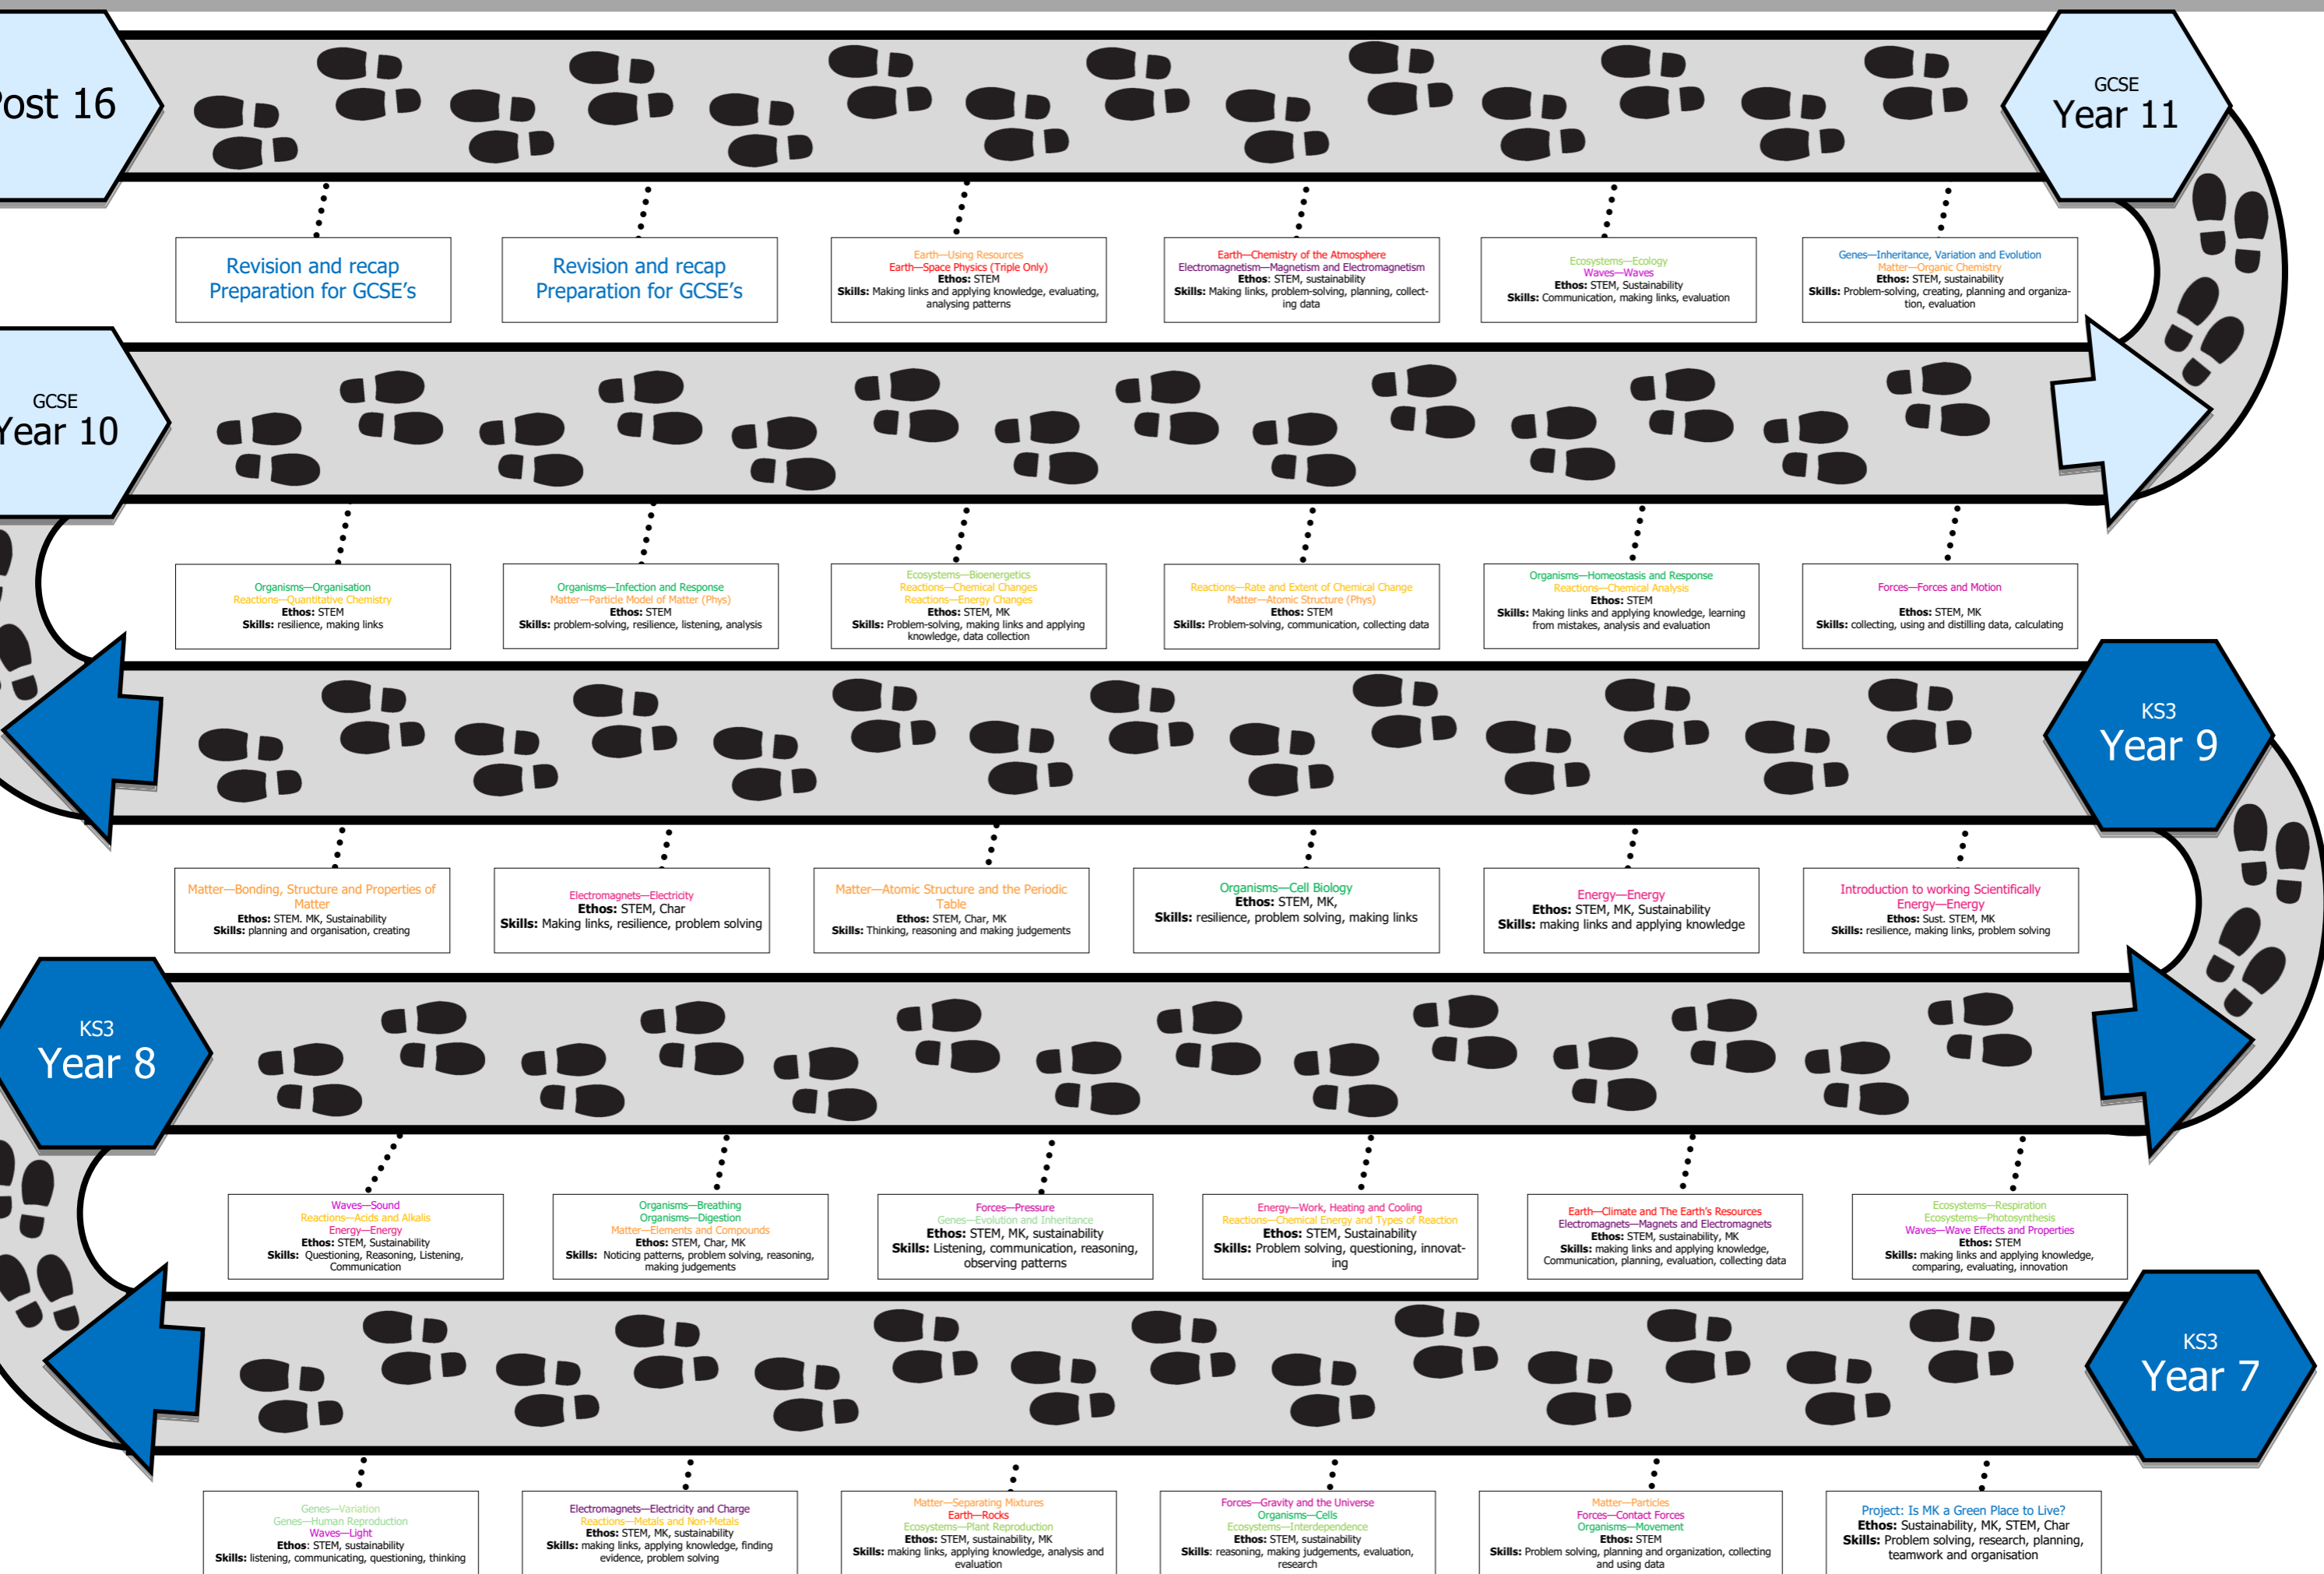 Post 16
GCSE
Year 11
Revision and recap
Preparation for GCSE's
Revision and recap
Preparation for GCSE's
Earth—Using Resources
Earth—Space Physics (Triple Only)
Ethos: STEM
Skills: Making links and applying knowledge, evaluating,
analysing patterns
Earth—Chemistry of the Atmosphere
Electromagnetism—Magnetism and Electromagnetism
Ethos: STEM, sustainability
Skills: Making links, problem-solving, planning, collect-
ing data
Ecosystems—Ecology
Waves—Waves
Ethos: STEM, Sustainability
Skills: Communication, making links, evaluation
Genes—Inheritance, Variation and Evolution
Matter—Organic Chemistry
Ethos: STEM, sustainability
Skills: Problem-solving, creating, planning and organiza-
tion, evaluation
GCSE
Year 10
Organisms—Organisation
Reactions—Quantitative Chemistry
Ethos: STEM
Skills: resilience, making links
Organisms—Infection and Response
Matter—Particle Model of Matter (Phys)
Ethos: STEM
Skills: problem-solving, resilience, listening, analysis
Ecosystems—Bioenergetics
Reactions—Chemical Changes
Reactions—Energy Changes
Ethos: STEM, MK
Skills: Problem-solving, making links and applying
knowledge, data collection
Reactions—Rate and Extent of Chemical Change
Matter—Atomic Structure (Phys)
Ethos: STEM
Skills: Problem-solving, communication, collecting data
Organisms—Homeostasis and Response
Reactions—Chemical Analysis
Ethos: STEM
Skills: Making links and applying knowledge, learning
from mistakes, analysis and evaluation
Forces—Forces and Motion
Ethos: STEM, MK
Skills: collecting, using and distilling data, calculating
KS3
Year 9
Matter—Bonding, Structure and Properties of
Matter
Ethos: STEM. MK, Sustainability
Skills: planning and organisation, creating
Electromagnets—Electricity
Ethos: STEM, Char
Skills: Making links, resilience, problem solving
Matter—Atomic Structure and the Periodic
Table
Ethos: STEM, Char, MK
Skills: Thinking, reasoning and making judgements
Organisms—Cell Biology
Ethos: STEM, MK,
Skills: resilience, problem solving, making links
Energy—Energy
Ethos: STEM, MK, Sustainability
Skills: making links and applying knowledge
Introduction to working Scientifically
Energy—Energy
Ethos: Sust. STEM, MK
Skills: resilience, making links, problem solving
KS3
Year 8
Waves—Sound
Reactions—Acids and Alkalis
Energy—Energy
Ethos: STEM, Sustainability
Skills: Questioning, Reasoning, Listening,
Communication
Organisms—Breathing
Organisms—Digestion
Matter—Elements and Compounds
Ethos: STEM, Char, MK
Skills: Noticing patterns, problem solving, reasoning,
making judgements
Forces—Pressure
Genes—Evolution and Inheritance
Ethos: STEM, MK, sustainability
Skills: Listening, communication, reasoning,
observing patterns
Energy—Work, Heating and Cooling
Reactions—Chemical Energy and Types of Reaction
Ethos: STEM, Sustainability
Skills: Problem solving, questioning, innovat-
ing
Earth—Climate and The Earth's Resources
Electromagnets—Magnets and Electromagnets
Ethos: STEM, sustainability, MK
Skills: making links and applying knowledge,
Communication, planning, evaluation, collecting data
Ecosystems—Respiration
Ecosystems—Photosynthesis
Waves—Wave Effects and Properties
Ethos: STEM
Skills: making links and applying knowledge,
comparing, evaluating, innovation
KS3
Year 7
Genes—Variation
Genes—Human Reproduction
Waves—Light
Ethos: STEM, sustainability
Skills: listening, communicating, questioning, thinking
Electromagnets—Electricity and Charge
Reactions—Metals and Non-Metals
Ethos: STEM, MK, sustainability
Skills: making links, applying knowledge, finding
evidence, problem solving
Matter—Separating Mixtures
Earth—Rocks
Ecosystems—Plant Reproduction
Ethos: STEM, sustainability, MK
Skills: making links, applying knowledge, analysis and
evaluation
Forces—Gravity and the Universe
Organisms—Cells
Ecosystems—Interdependence
Ethos: STEM, sustainability
Skills: reasoning, making judgements, evaluation,
research
Matter—Particles
Forces—Contact Forces
Organisms—Movement
Ethos: STEM
Skills: Problem solving, planning and organization, collecting
and using data
Project: Is MK a Green Place to Live?
Ethos: Sustainability, MK, STEM, Char
Skills: Problem solving, research, planning,
teamwork and organisation